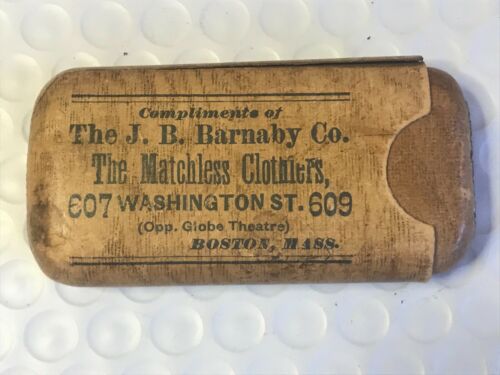 Compliments of
The J. B. Barnaby Co.
The Matchless Clothiers,
607 WASHINGTON ST. 609
(Opp. Globe Theatre)
BOSTON, MASS.